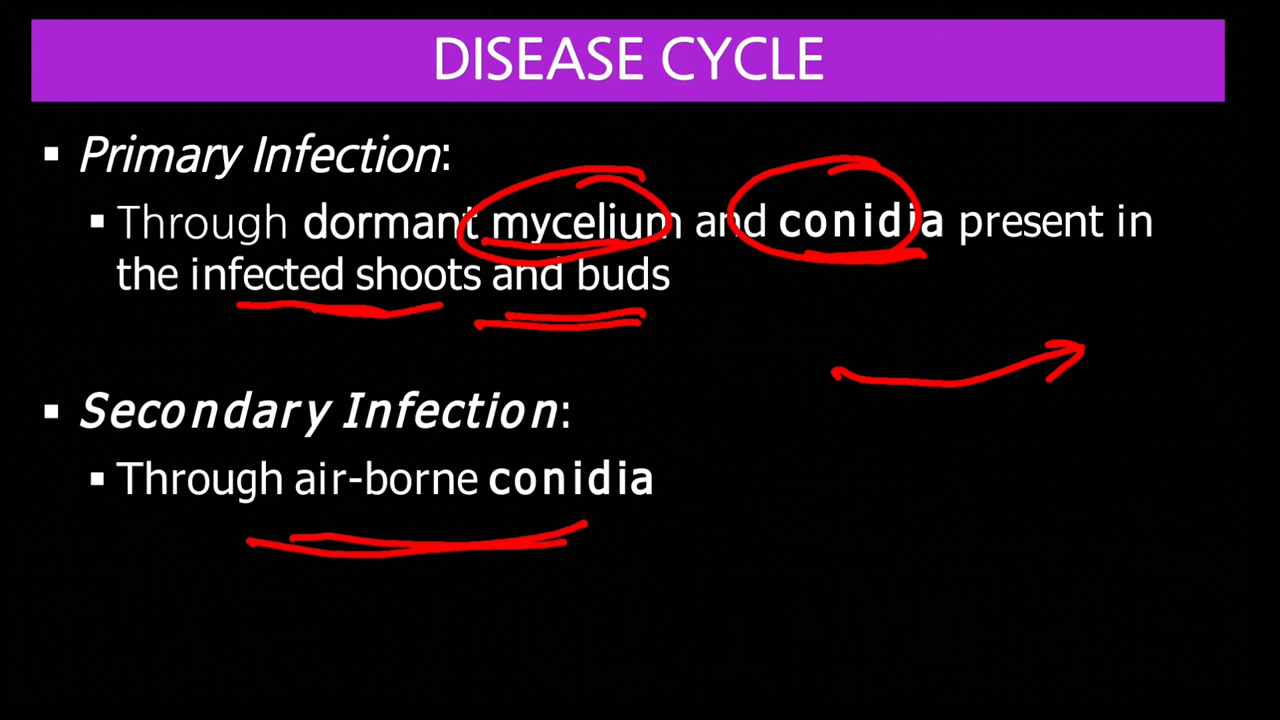 DISEASE CYCLE
▪ Primary Infection:
▪ Through dormant mycelium and conidia present in
the infected shoots and buds
▪ Secondary Infection:
▪ Through air-borne conidia